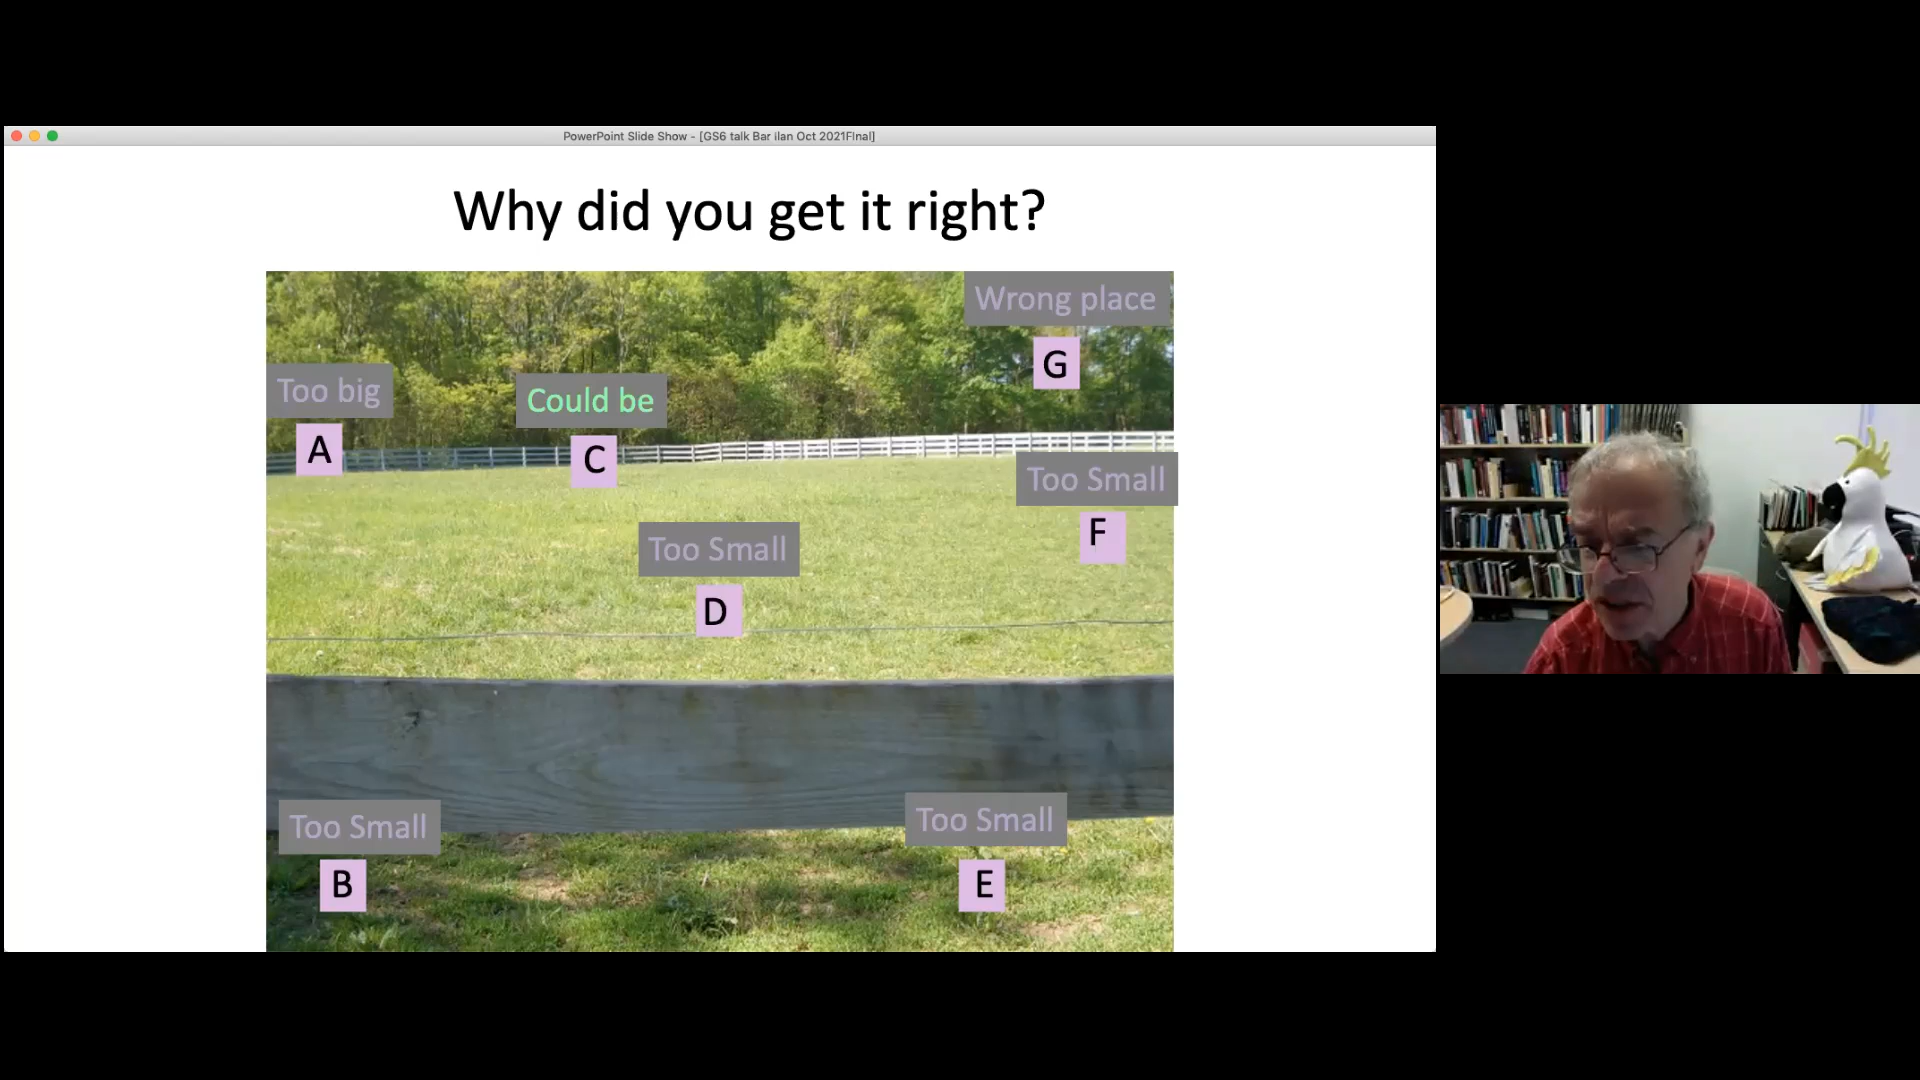 PowerPoint Slide Show - [GS6 talk Bar ilan Oct 2021FInal]
Why did you get it right?
Wrong place
G
Too big
A
Could be
C
Too Small
F
Too Small
D
Too Small
B
Too Small
E